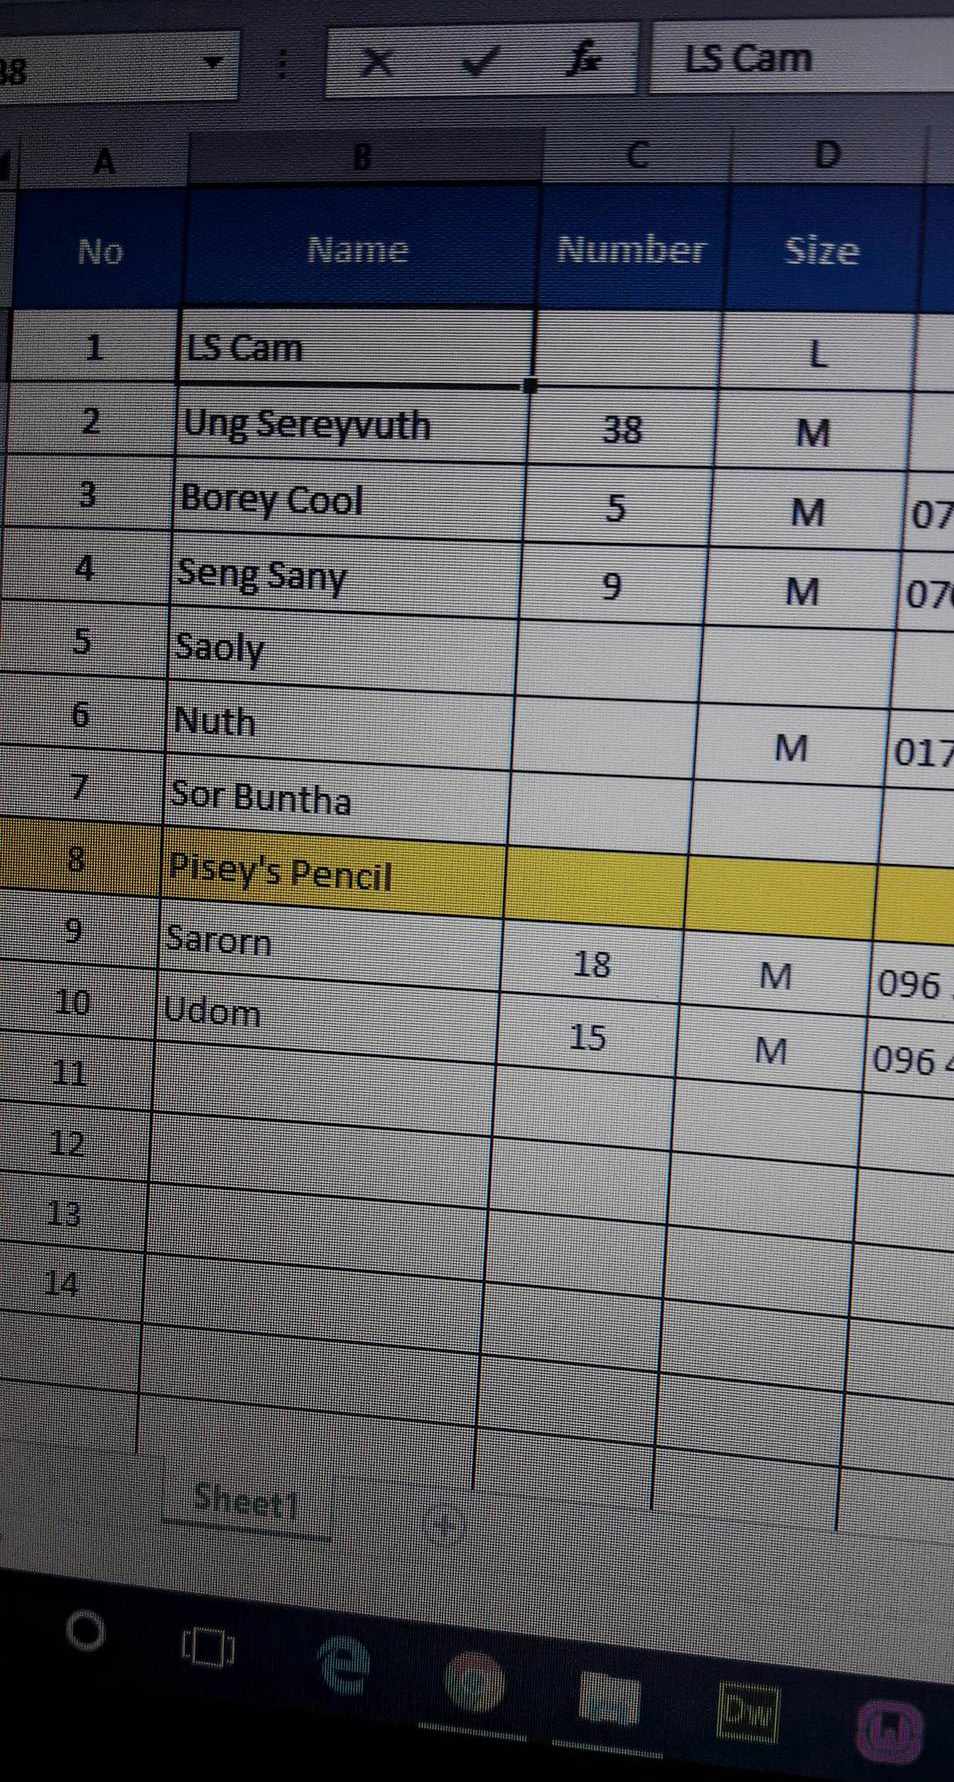 38 LS Cam
A B C D
No Name Number Size
1 LS Cam L
2 Ung Sereyvuth 38 M
3 Borey Cool 5 M 07
4 Seng Sany 9 M 07
5 Saoly
6 Nuth M 017
7 Sor Buntha
8 Pisey's Pencil
9 Sarorn 18 M 096
10 Udom 15 M 096 4
11
12
13
14
Sheet1
Dw